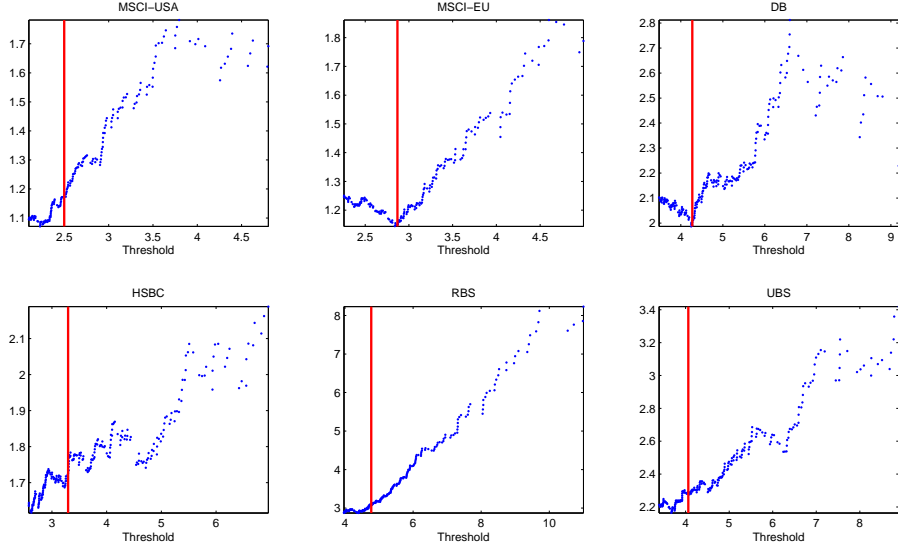 MSCI−USA
1.7
1.6
1.5
1.4
1.3
1.2
1.1
2.5 3 3.5 4 4.5
Threshold
MSCI−EU
1.8
1.7
1.6
1.5
1.4
1.3
1.2
2.5 3 3.5 4 4.5
Threshold
DB
2.8
2.7
2.6
2.5
2.4
2.3
2.2
2.1
2
4 5 6 7 8 9
Threshold
HSBC
2.1
2
1.9
1.8
1.7
3 4 5 6
Threshold
RBS
8
7
6
5
4
3
4 6 8 10
Threshold
UBS
3.4
3.2
3
2.8
2.6
2.4
2.2
4 5 6 7 8
Threshold